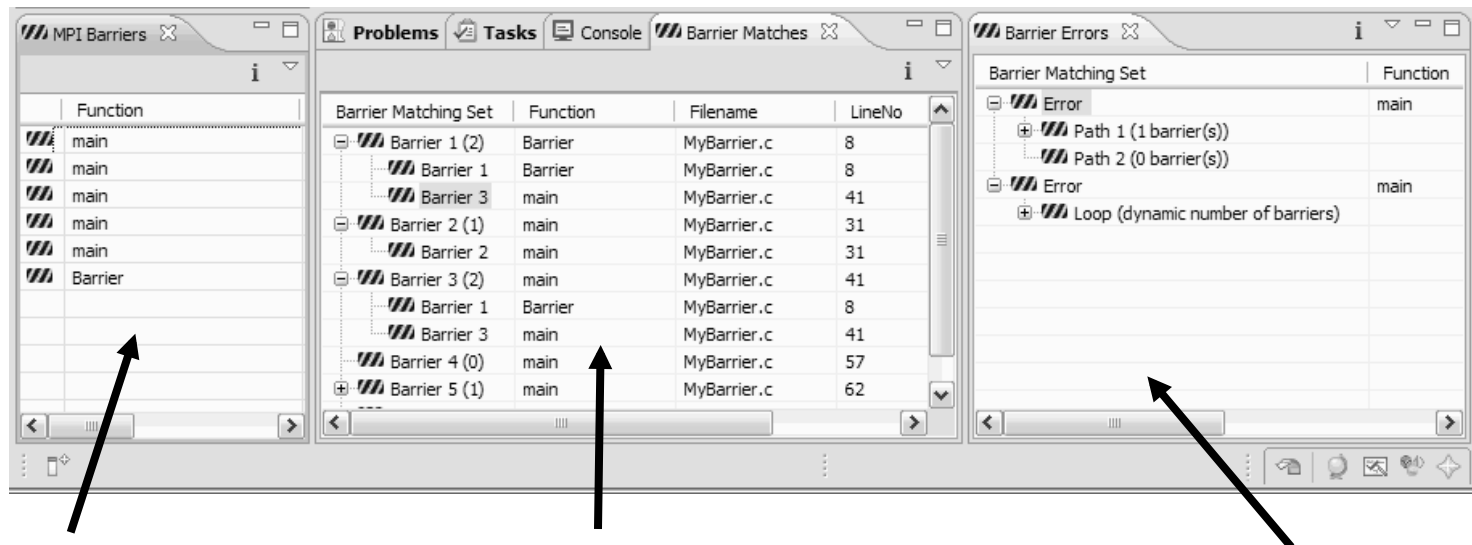 MPI Barriers
Function
main
main
main
main
main
Barrier
Problems Tasks Console Barrier Matches
i
Barrier Matching Set Function Filename LineNo
Barrier 1 (2) Barrier MyBarrier.c 8
Barrier 1 Barrier MyBarrier.c 8
Barrier 3 main MyBarrier.c 41
Barrier 2 (1) main MyBarrier.c 31
Barrier 2 main MyBarrier.c 31
Barrier 3 (2) main MyBarrier.c 41
Barrier 1 Barrier MyBarrier.c 8
Barrier 3 main MyBarrier.c 41
Barrier 4 (0) main MyBarrier.c 57
Barrier 5 (1) main MyBarrier.c 62
Barrier Errors
Barrier Matching Set Function
Error main
Path 1 (1 barrier(s))
Path 2 (0 barrier(s))
Error main
Loop (dynamic number of barriers)